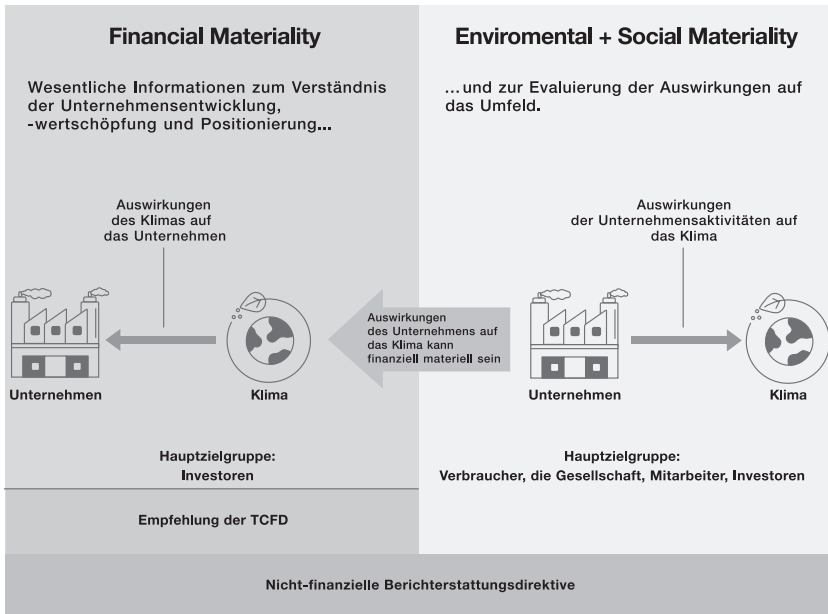 Financial Materiality
Wesentliche Informationen zum Verständnis
der Unternehmensentwicklung,
-wertschöpfung und Positionierung...
Auswirkungen
des Klimas auf
das Unternehmen
Unternehmen
Klima
Hauptzielgruppe:
Investoren
Empfehlung der TCFD
Auswirkungen
des Unternehmens auf
das Klima kann
finanziell materiell sein
Enviromental + Social Materiality
...und zur Evaluierung der Auswirkungen auf
das Umfeld.
Auswirkungen
der Unternehmensaktivitäten auf
das Klima
Unternehmen
Klima
Hauptzielgruppe:
Verbraucher, die Gesellschaft, Mitarbeiter, Investoren
Nicht-finanzielle Berichterstattungsdirektive